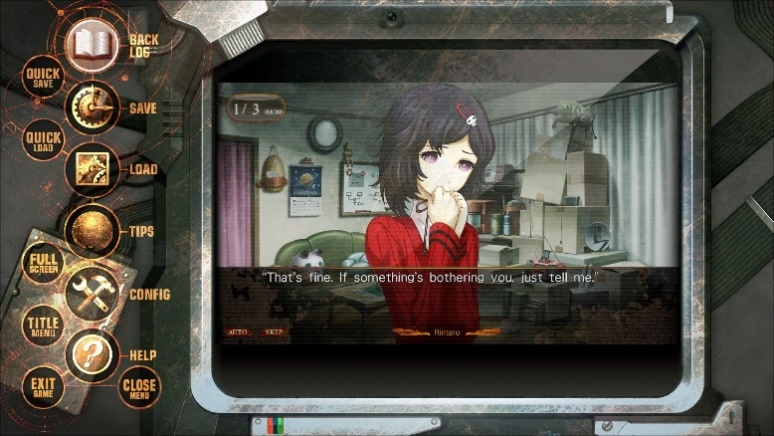 BACK
LOG
QUICK
SAVE
SAVE
QUICK
LOAD
LOAD
TIPS
FULL
SCREEN
CONFIG
TITLE
MENU
HELP
EXIT
GAME
CLOSE
MENU
1/ 3 (MON)
"That's fine. If something's bothering you, just tell me."
AUTO SKIP
Rintaro